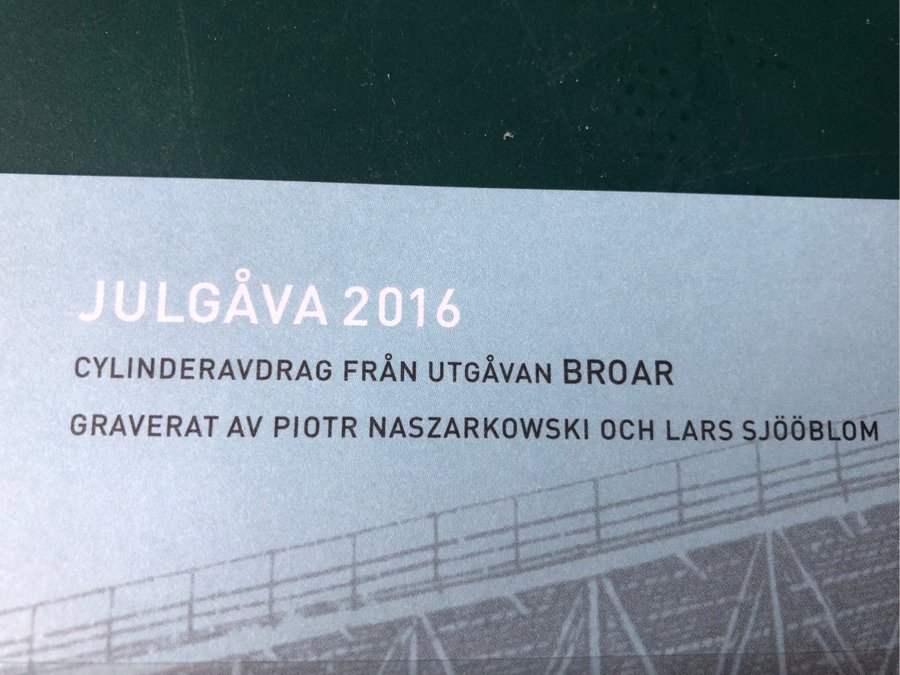 JULGÅVA 2016
CYLINDERAVDRAG FRÅN UTGÅVAN BROAR
GRAVERAT AV PIOTR NASZARKOWSKI OCH LARS SJÖÖBLOM